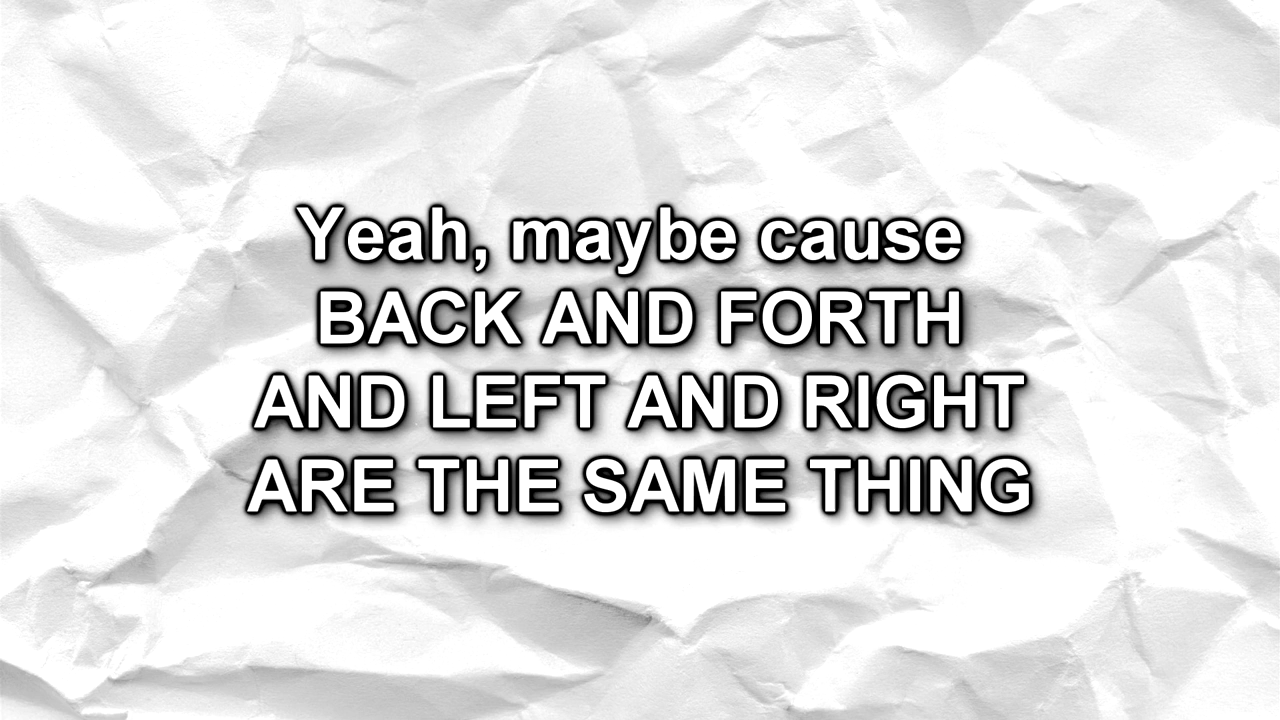 Yeah, maybe cause
BACK AND FORTH
AND LEFT AND RIGHT
ARE THE SAME THING